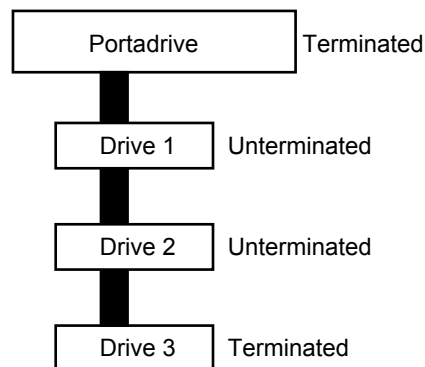 Portadrive Terminated
Drive 1 Unterminated
Drive 2 Unterminated
Drive 3 Terminated